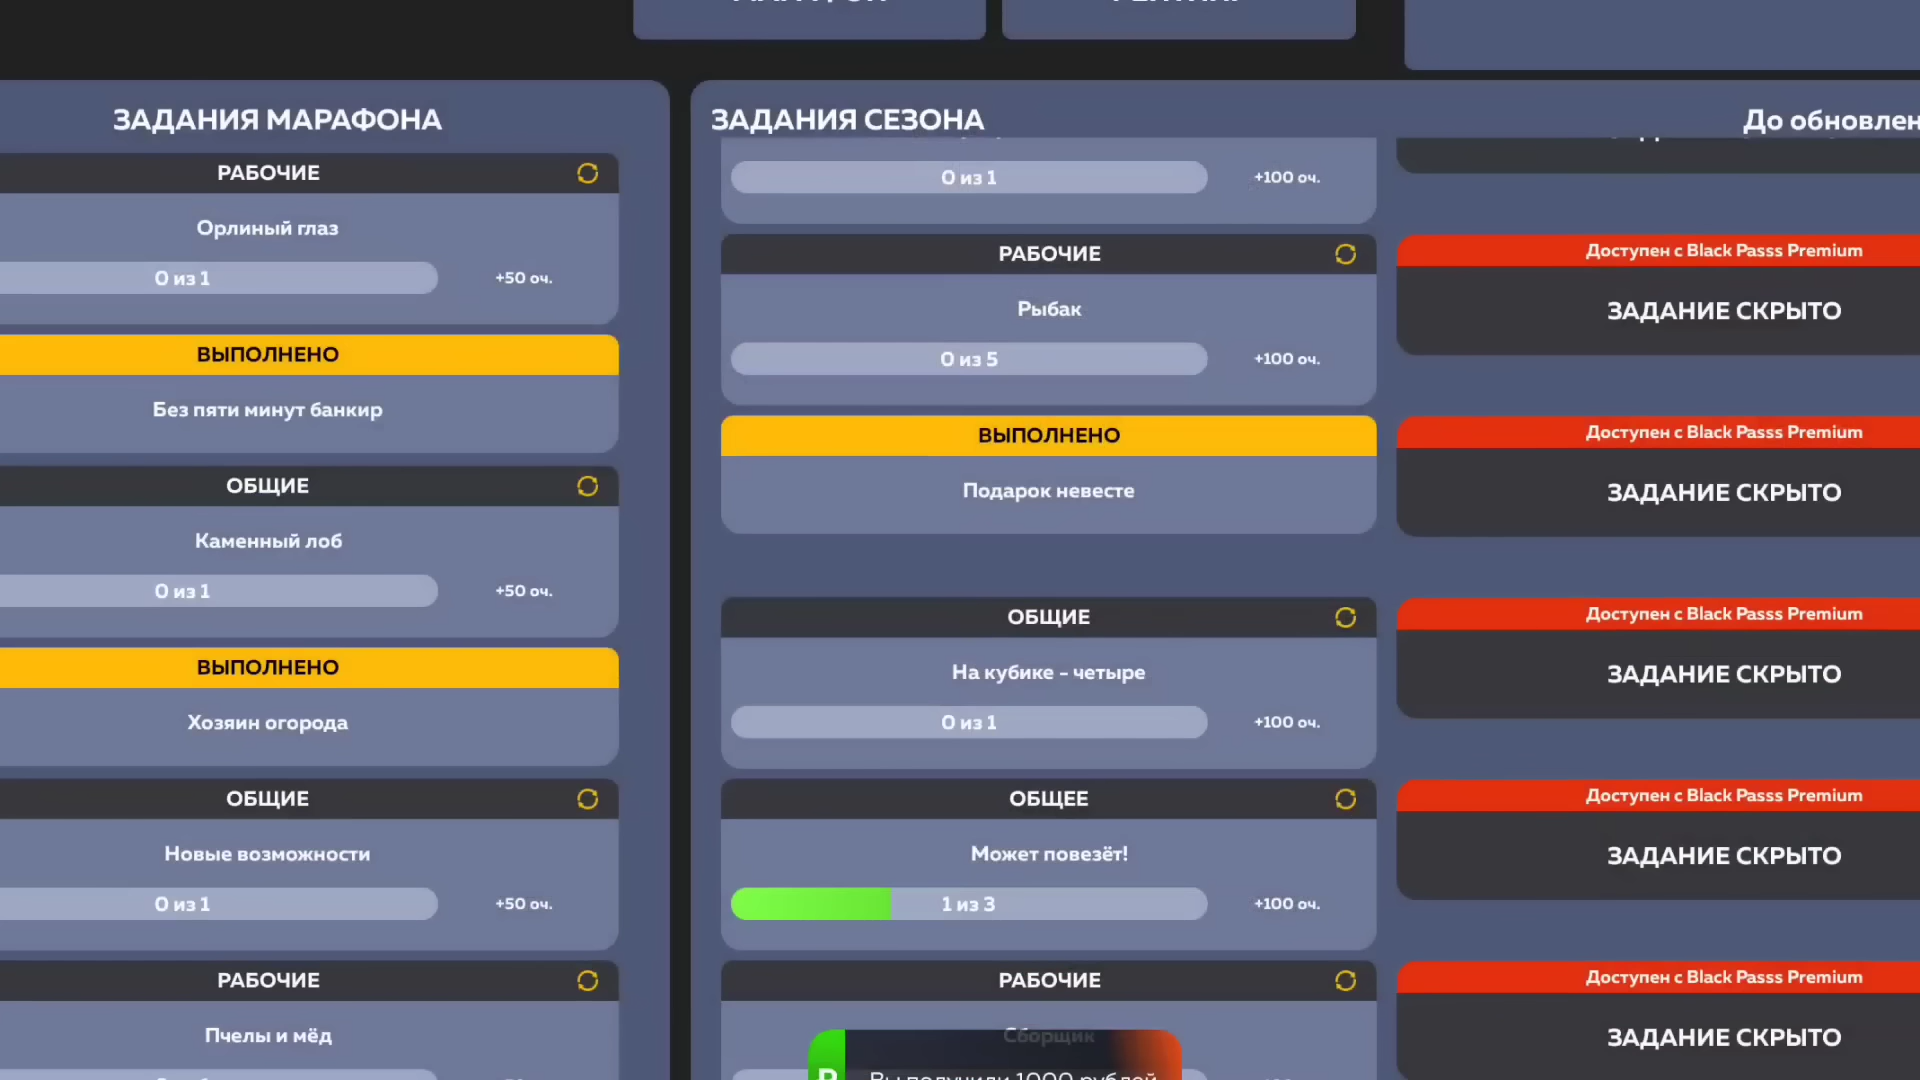 ЗАДАНИЯ МАРАФОНА
РАБОЧИЕ
Орлиный глаз
0 из 1
+50 оч.
ВЫПОЛНЕНО
Без пяти минут банкир
ОБЩИЕ
Каменный лоб
0 из 1
+50 оч.
ВЫПОЛНЕНО
Хозяин огорода
ОБЩИЕ
Новые возможности
0 из 1
+50 оч.
РАБОЧИЕ
Пчелы и мёд
ЗАДАНИЯ СЕЗОНА
До обновлен
0 из 1
+100 оч.
РАБОЧИЕ
Рыбак
0 из 5
+100 оч.
ВЫПОЛНЕНО
Подарок невесте
ОБЩИЕ
На кубике - четыре
0 из 1
+100 оч.
ОБЩЕЕ
Может повезёт!
1 из 3
+100 оч.
РАБОЧИЕ
Сборщик
Вы получили 1000 рублей
Доступен с Black Passs Premium
ЗАДАНИЕ СКРЫТО
Доступен с Black Passs Premium
ЗАДАНИЕ СКРЫТО
Доступен с Black Passs Premium
ЗАДАНИЕ СКРЫТО
Доступен с Black Passs Premium
ЗАДАНИЕ СКРЫТО
Доступен с Black Passs Premium
ЗАДАНИЕ СКРЫТО